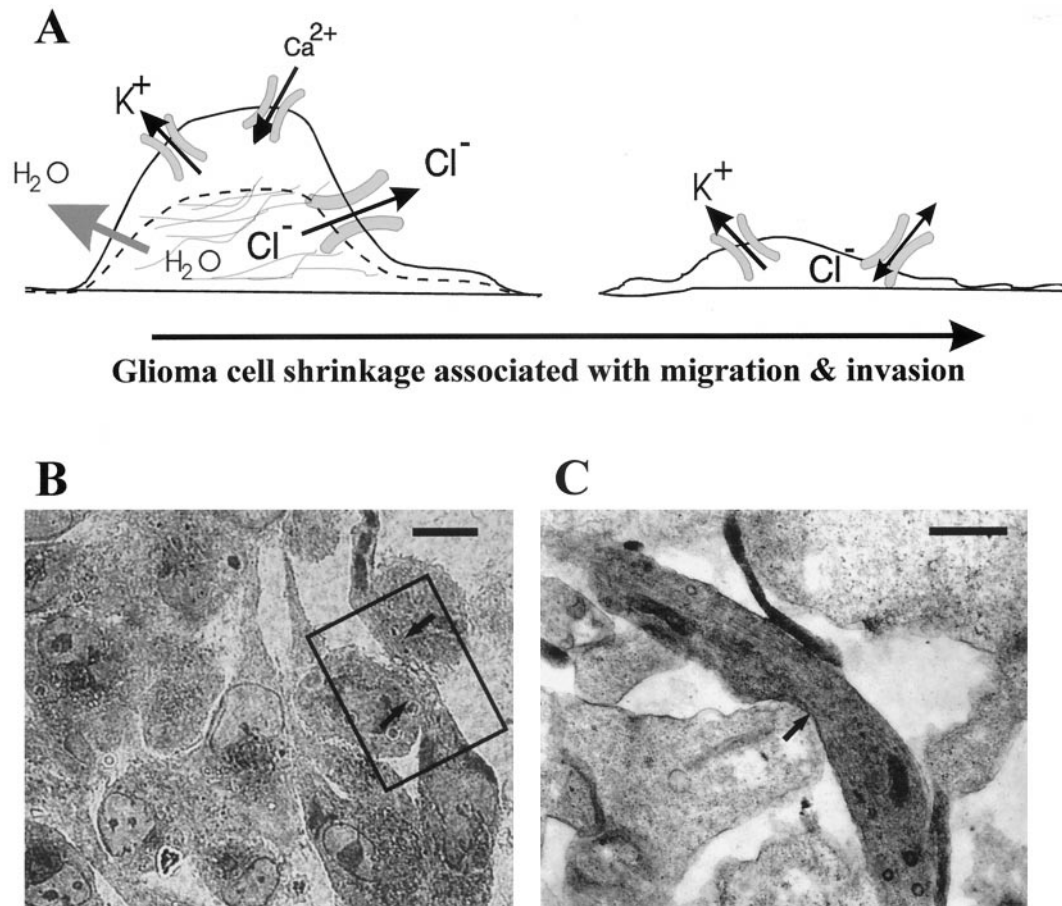 A
Ca2+
K+
H2O
Cl-
Cl-
H2O
K+
Cl-
Glioma cell shrinkage associated with migration & invasion
B
C